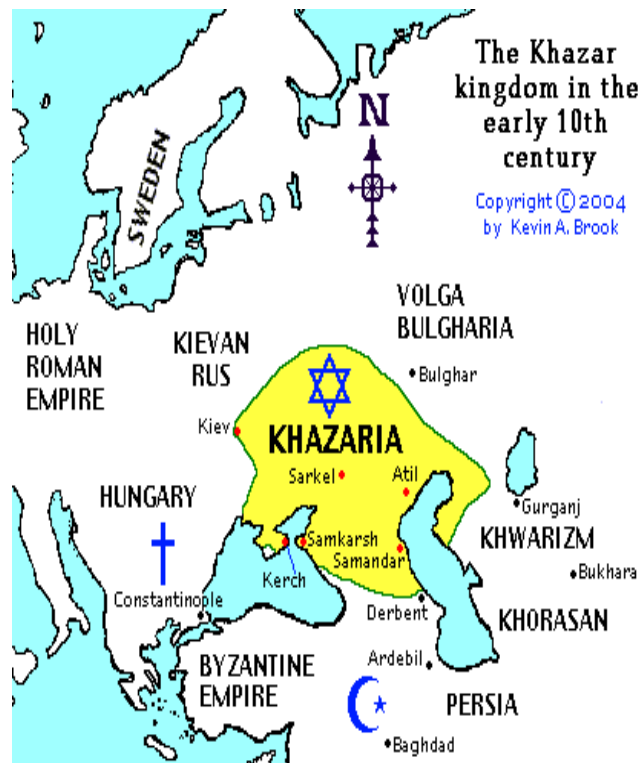 The Khazar
kingdom in the
early 10th
century
Copyright © 2004
by Kevin A. Brook
N
SWEDEN
VOLGA
BULGHARIA
HOLY
ROMAN
EMPIRE
KIEVAN
RUS
Bulghar
Kiev
KHAZARIA
Sarkel
Atil
HUNGARY
Gurganj
KHWARIZM
Samkarsh
Samandar
Kerch
Bukhara
Constantinople
Derbent
KHORASAN
BYZANTINE
EMPIRE
Ardebil
PERSIA
Baghdad